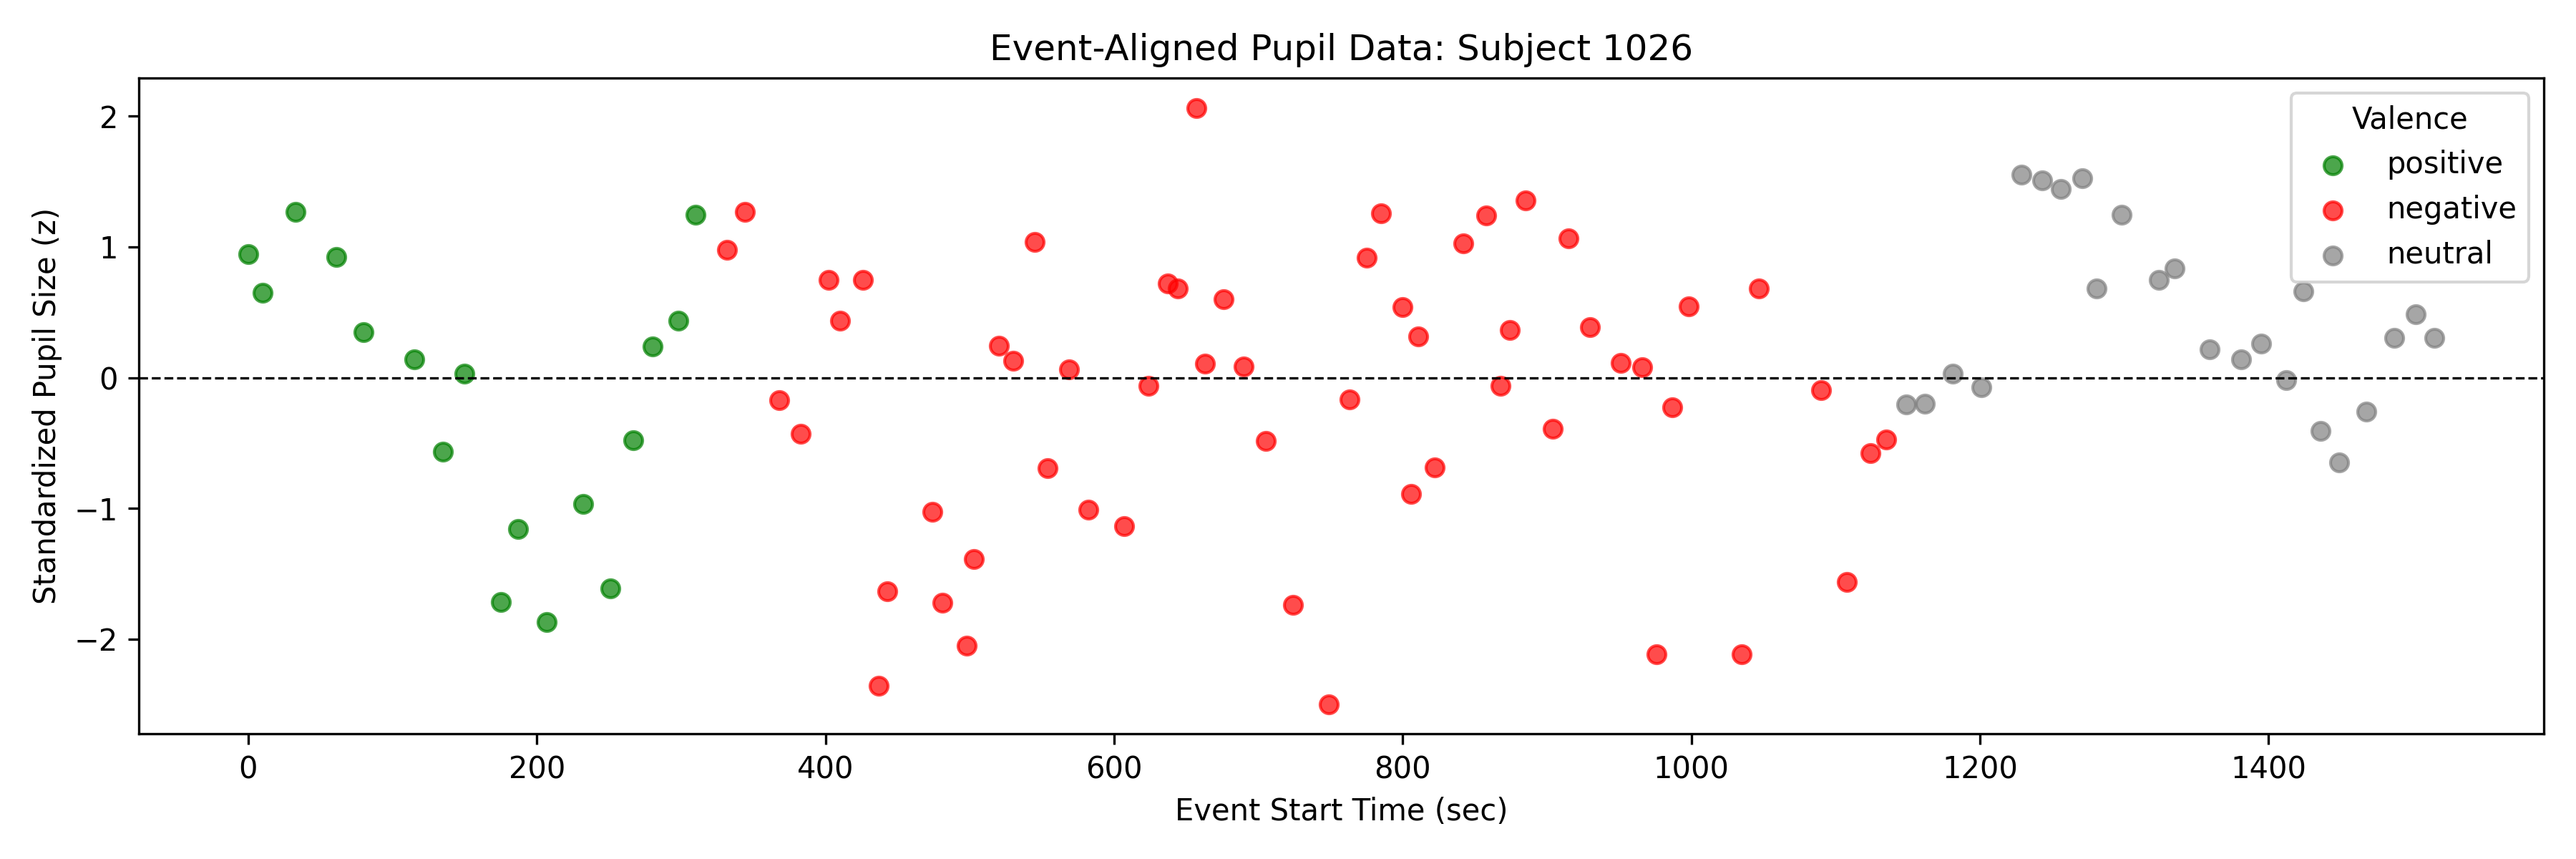 Event-Aligned Pupil Data: Subject 1026
Standardized Pupil Size (z)
2
1
0
−1
−2
Valence
positive
negative
neutral
0 200 400 600 800 1000 1200 1400
Event Start Time (sec)